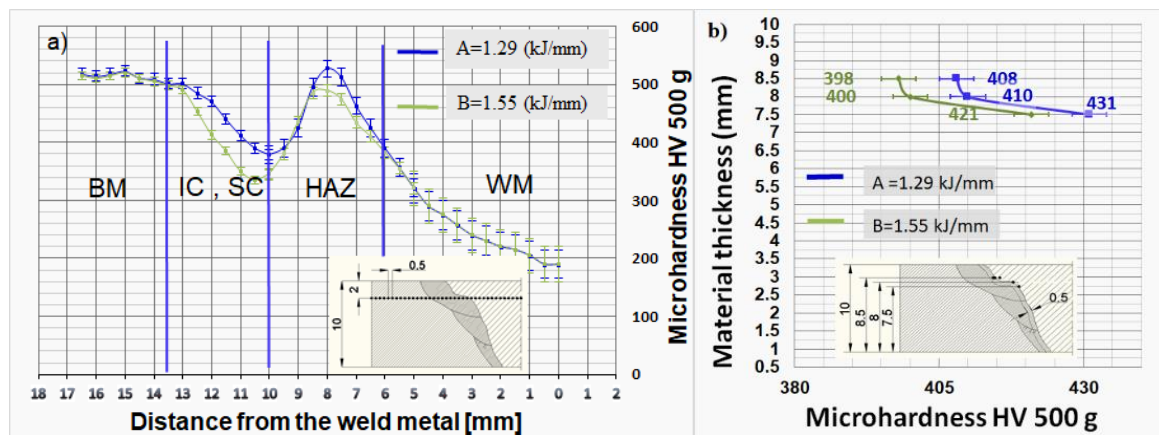 a)
A=1.29 (kJ/mm)
B=1.55 (kJ/mm)
600
500
400
300
200
100
0
Microhardness HV 500 g
BM
IC , SC
HAZ
WM
0.5
2
10
18 17 16 15 14 13 12 11 10 9 8 7 6 5 4 3 2 1 0 1 2
Distance from the weld metal [mm]
b)
Material thickness (mm)
10
9.5
9
8.5
8
7.5
7
6.5
6
5.5
5
4.5
4
3.5
3
2.5
2
1.5
1
0.5
398 408
400 410
421 431
A =1.29 kJ/mm
B=1.55 kJ/mm
10
8.5
8
7.5
0.5
380 405 430
Microhardness HV 500 g